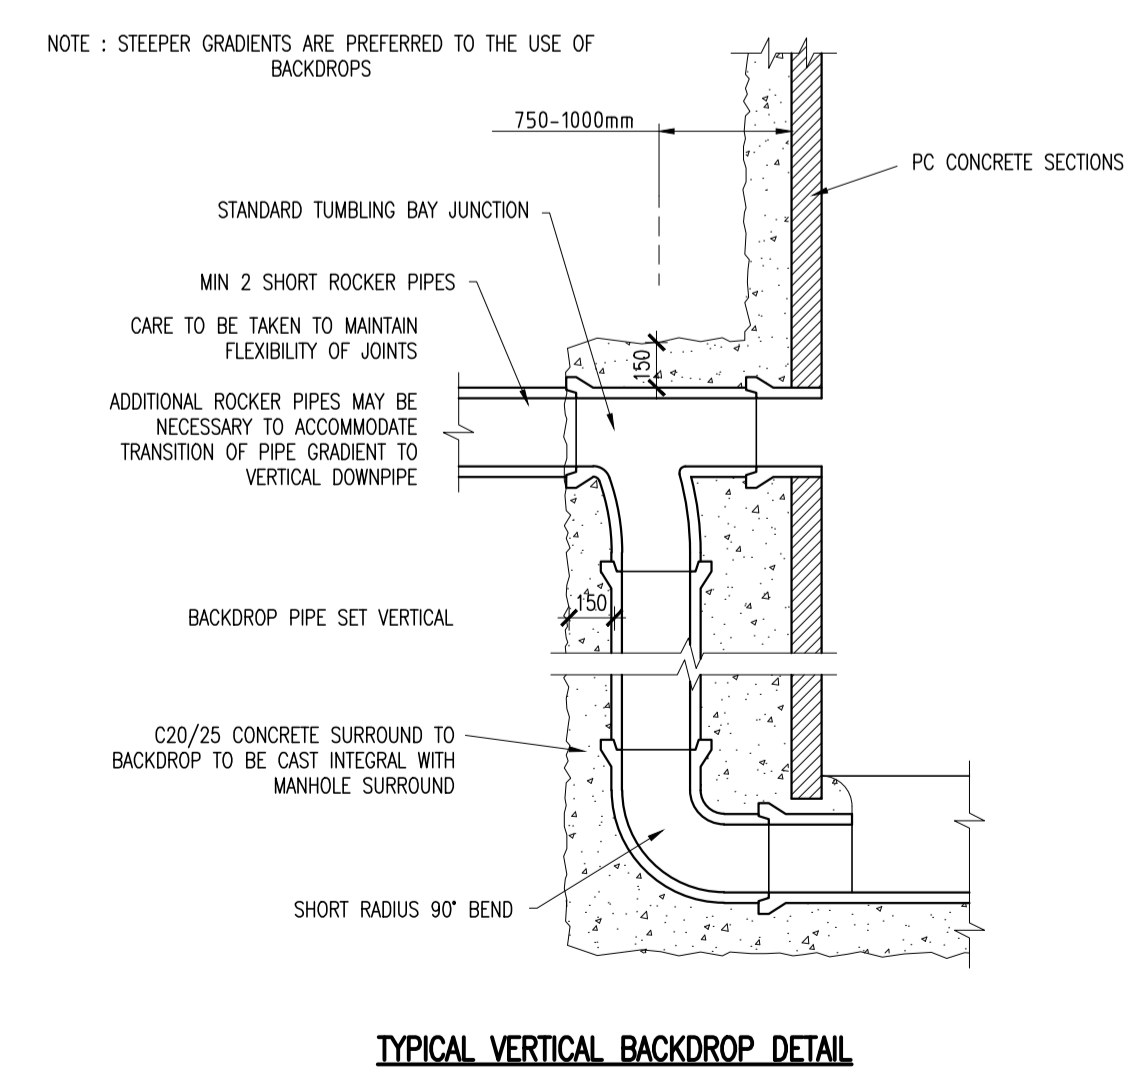 NOTE : STEEPER GRADIENTS ARE PREFERRED TO THE USE OF
BACKDROPS
750-1000mm
PC CONCRETE SECTIONS
STANDARD TUMBLING BAY JUNCTION
MIN 2 SHORT ROCKER PIPES
CARE TO BE TAKEN TO MAINTAIN
FLEXIBILITY OF JOINTS
150
ADDITIONAL ROCKER PIPES MAY BE
NECESSARY TO ACCOMMODATE
TRANSITION OF PIPE GRADIENT TO
VERTICAL DOWNPIPE
150
BACKDROP PIPE SET VERTICAL
C20/25 CONCRETE SURROUND TO
BACKDROP TO BE CAST INTEGRAL WITH
MANHOLE SURROUND
SHORT RADIUS 90° BEND
TYPICAL VERTICAL BACKDROP DETAIL